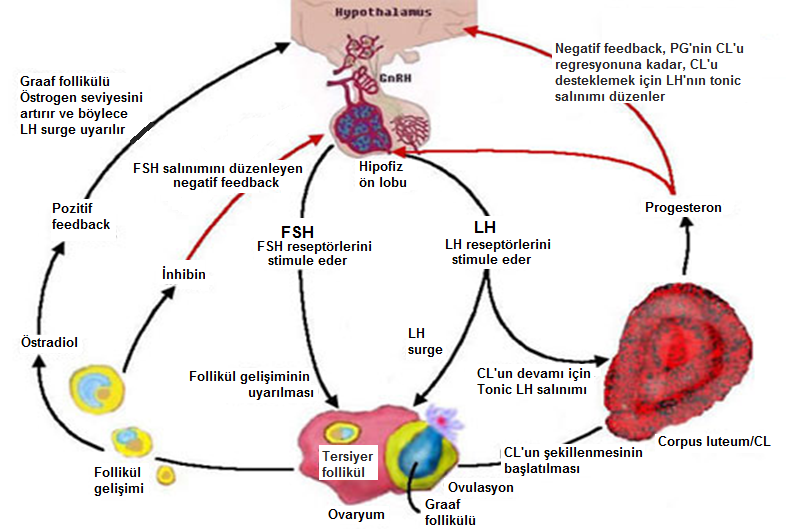 Hypothalamus
GnRH
Hipofiz
ön lobu
Graaf follikülü
Östrogen seviyesini
artırır ve böylece
LH surge uyarılır
FSH salınımını düzenleyen
negatif feedback
Negatif feedback, PG'nin CL'u
regresyonuna kadar, CL'u
desteklemek için LH'nın tonic
salınımı düzenler
Pozitif
feedback
İnhibin
Östradiol
FSH
FSH reseptörlerini
stimule eder
LH
LH reseptörlerini
stimule eder
Progesteron
LH
surge
CL'un devamı için
Tonic LH salınımı
Follikül gelişiminin
uyarılması
Corpus luteum/CL
CL'un şekillenmesinin
başlatılması
Follikül
gelişimi
Tersiyer
follikül
Ovulasyon
Ovaryum
Graaf
follikülü